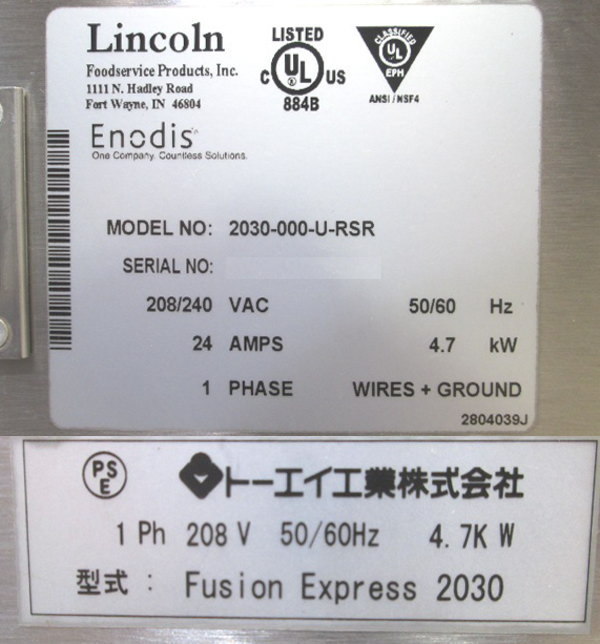 Lincoln
Foodservice Products, Inc.
1111 N. Hadley Road
Fort Wayne, IN 46804
LISTED
C UL US
884B
CLASSIFIED
UL
EPH
ANSI / NSF4
Enodis
One Company. Countless Solutions.
MODEL NO: 2030-000-U-RSR
SERIAL NO:
208/240 VAC 50/60 Hz
24 AMPS 4.7 kW
1 PHASE WIRES + GROUND
2804039J
PS
E
トーエイ工業株式会社
1 Ph 208 V 50/60Hz 4.7K W
型式 : Fusion Express 2030